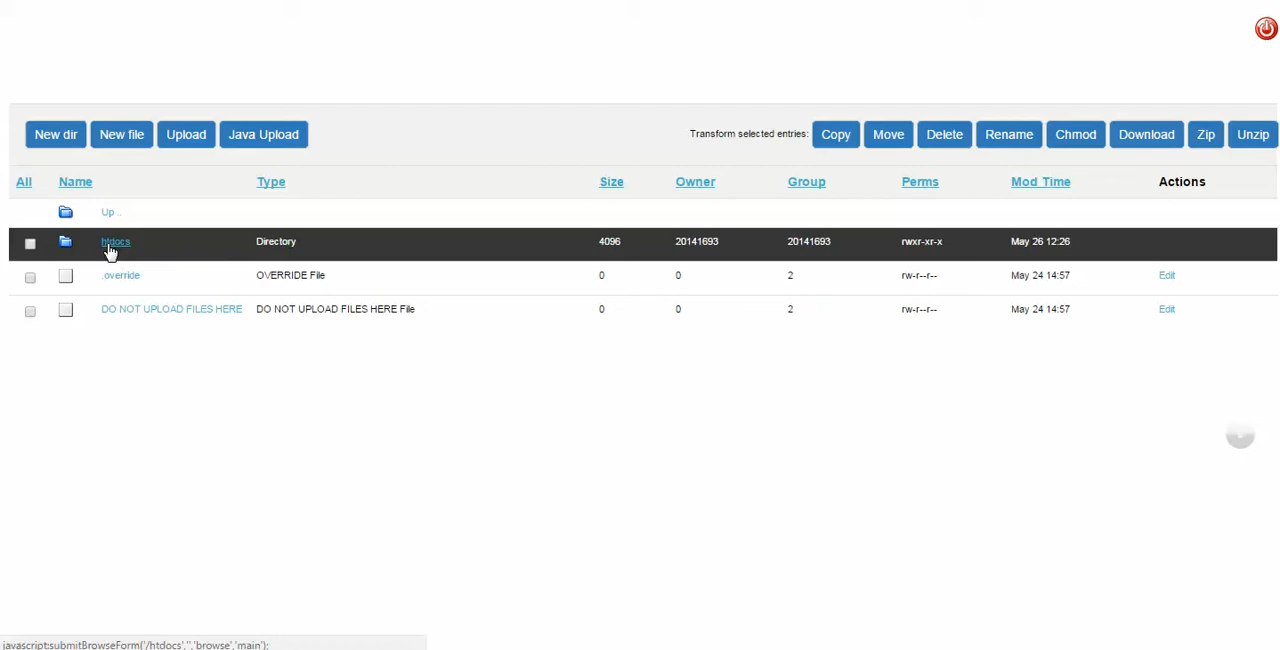 New dir New file Upload Java Upload Transform selected entries: Copy Move Delete Rename Chmod Download Zip Unzip
All Name Type Size Owner Group Perms Mod Time Actions
Up ..
htdocs Directory 4096 20141693 20141693 rwxr-xr-x May 26 12:26
.override OVERRIDE File 0 0 2 rw-r--r-- May 24 14:57 Edit
DO NOT UPLOAD FILES HERE DO NOT UPLOAD FILES HERE File 0 0 2 rw-r--r-- May 24 14:57 Edit
javascript:submitBrowseForm('/htdocs','','browse','main');